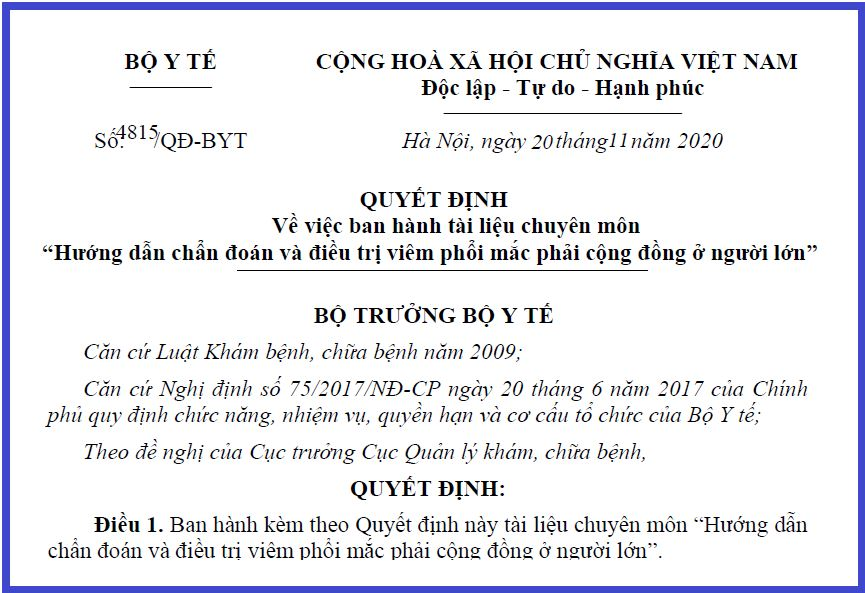 BỘ Y TẾ
CỘNG HOÀ XÃ HỘI CHỦ NGHĨA VIỆT NAM
Độc lập - Tự do - Hạnh phúc
Số:4815/QĐ-BYT
Hà Nội, ngày 20 tháng 11 năm 2020
QUYẾT ĐỊNH
Về việc ban hành tài liệu chuyên môn
“Hướng dẫn chẩn đoán và điều trị viêm phổi mắc phải cộng đồng ở người lớn”
BỘ TRƯỞNG BỘ Y TẾ
Căn cứ Luật Khám bệnh, chữa bệnh năm 2009;
Căn cứ Nghị định số 75/2017/NĐ-CP ngày 20 tháng 6 năm 2017 của Chính
phủ quy định chức năng, nhiệm vụ, quyền hạn và cơ cấu tổ chức của Bộ Y tế;
Theo đề nghị của Cục trưởng Cục Quản lý khám, chữa bệnh,
QUYẾT ĐỊNH:
Điều 1. Ban hành kèm theo Quyết định này tài liệu chuyên môn “Hướng dẫn
chẩn đoán và điều trị viêm phổi mắc phải cộng đồng ở người lớn”.